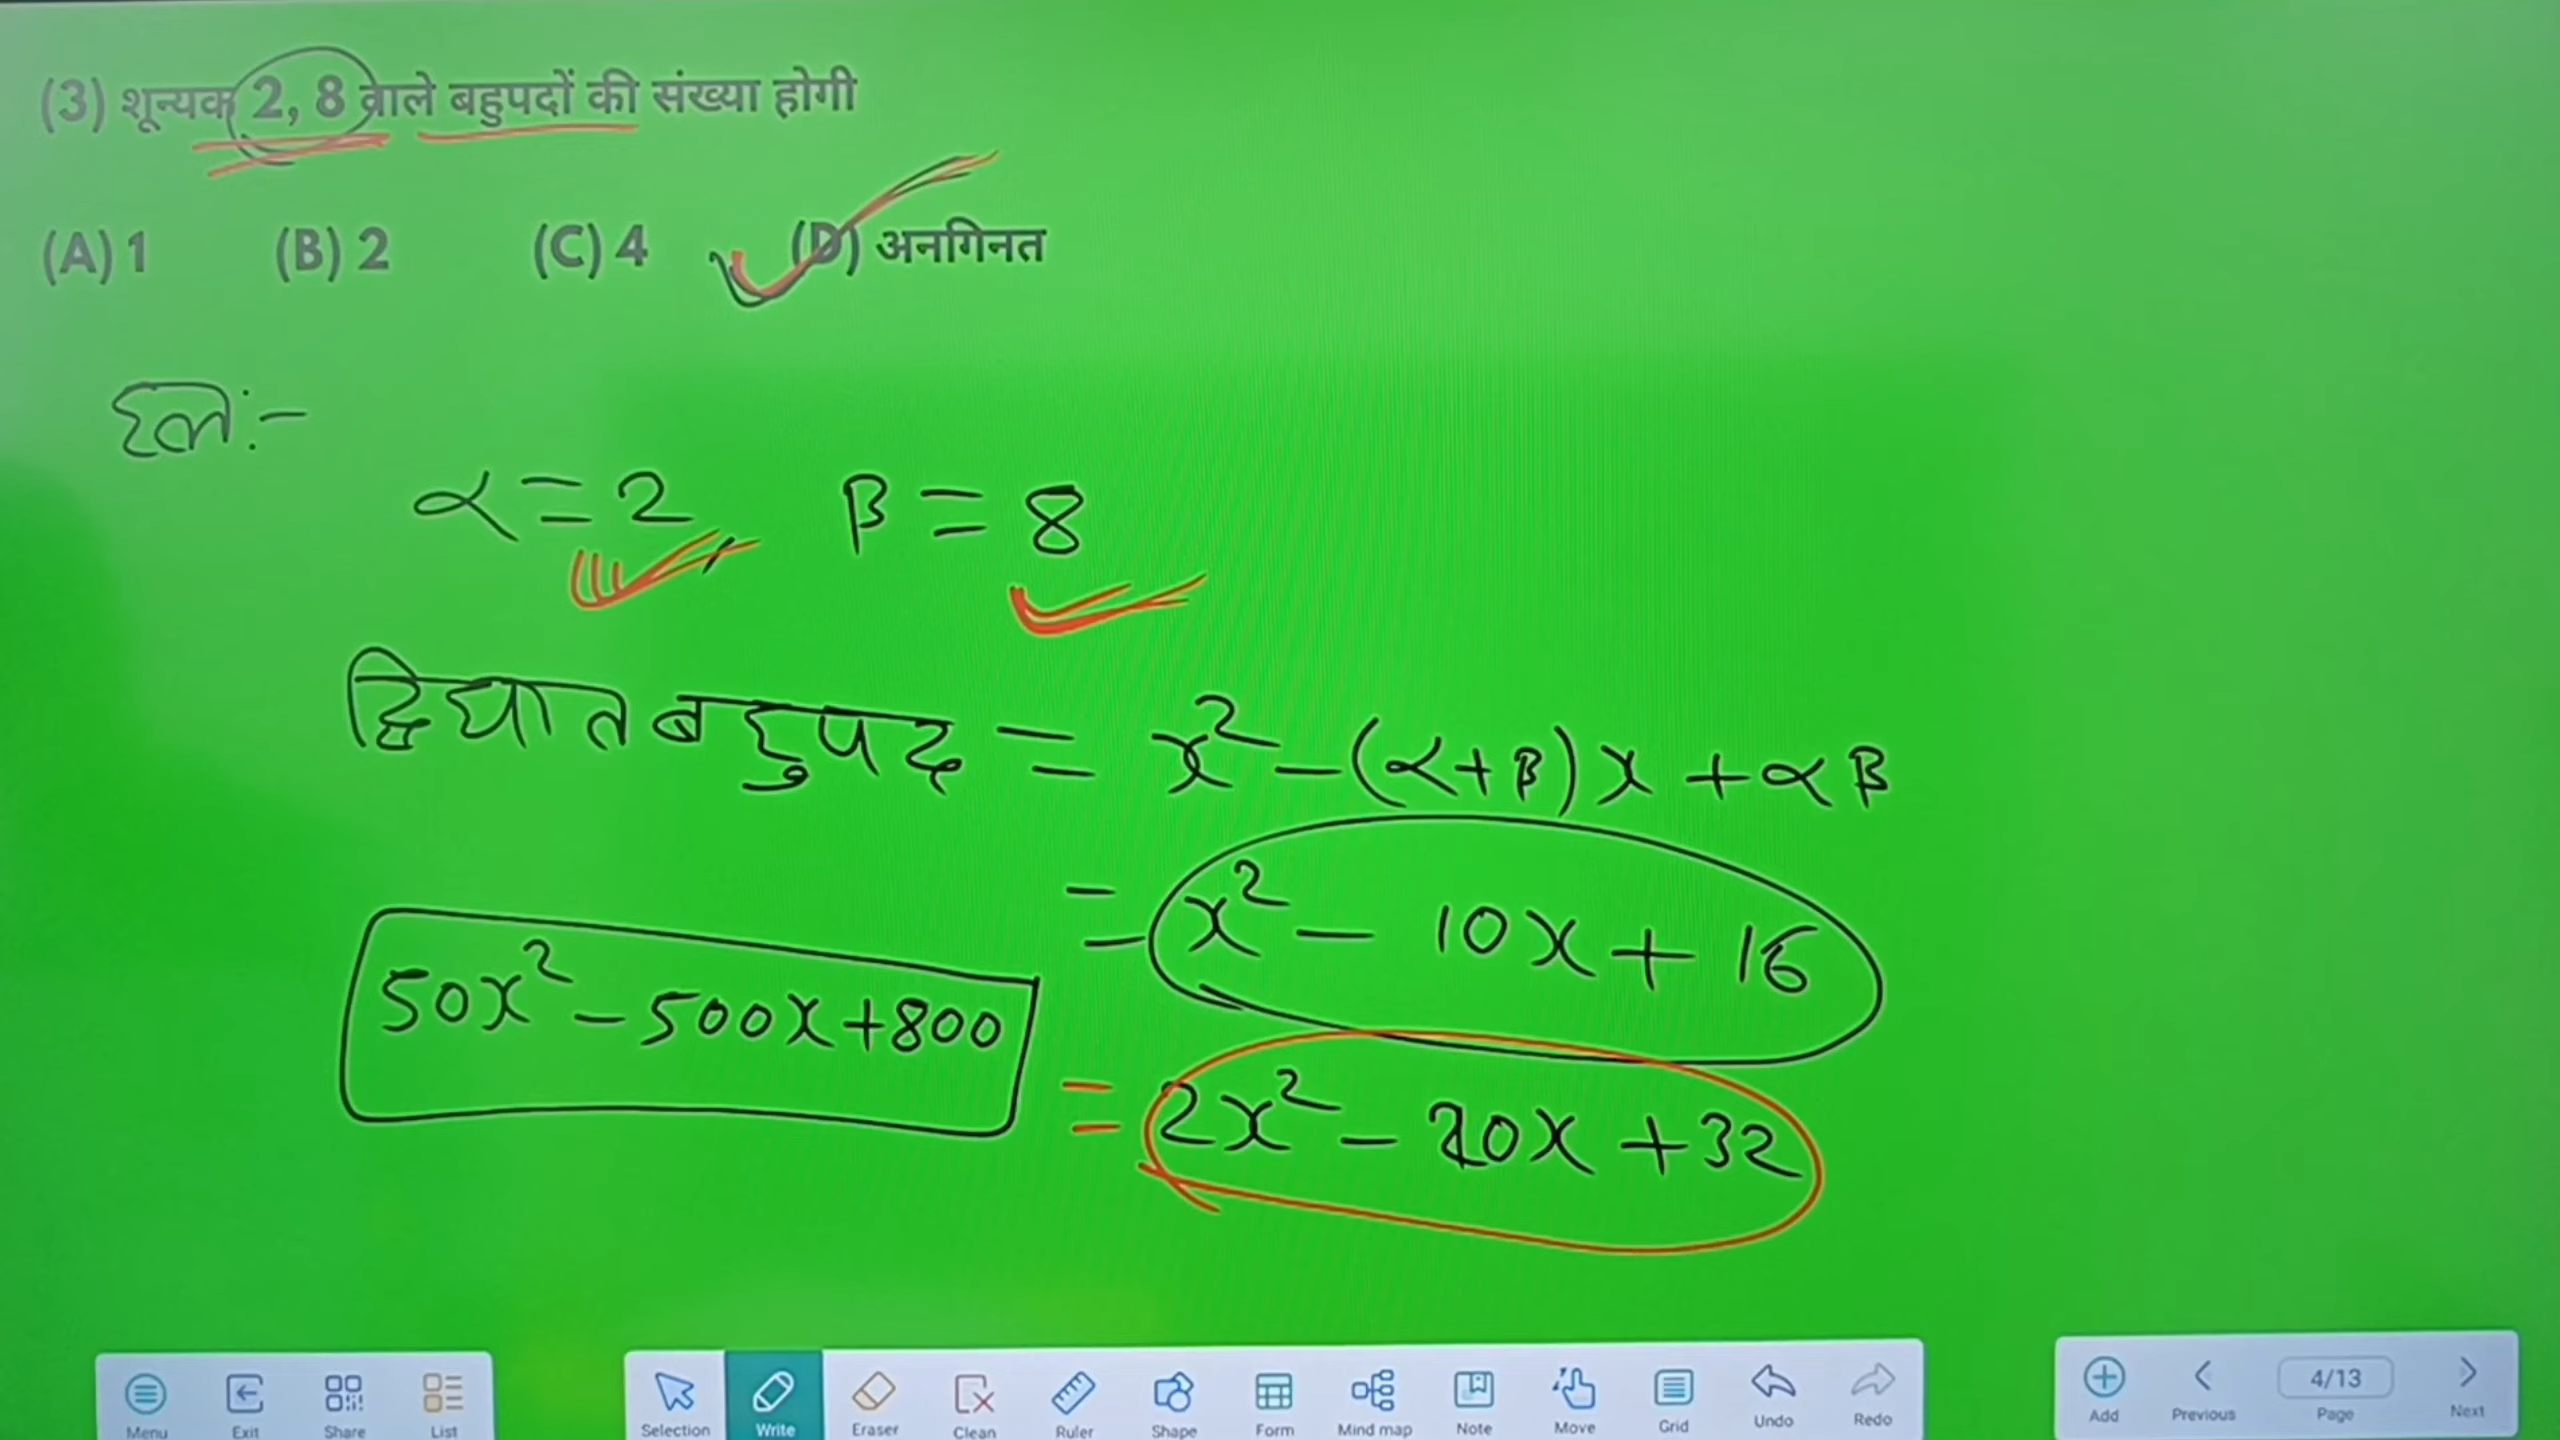 (3) शून्यक 2, 8 वाले बहुपदों की संख्या होगी
(A) 1 (B) 2 (C) 4 (D) अनगिनत
हल:-
α = 2 β = 8
द्विघात बहुपद = x² - (α+β)x + αβ
= x² - 10x + 16
50x² - 500x + 800
= 2x² - 20x + 32
Menu Exit Share List Selection Write Eraser Clean Ruler Shape Form Mind map Note Move Grid Undo Redo Add Previous 4/13 Page Next